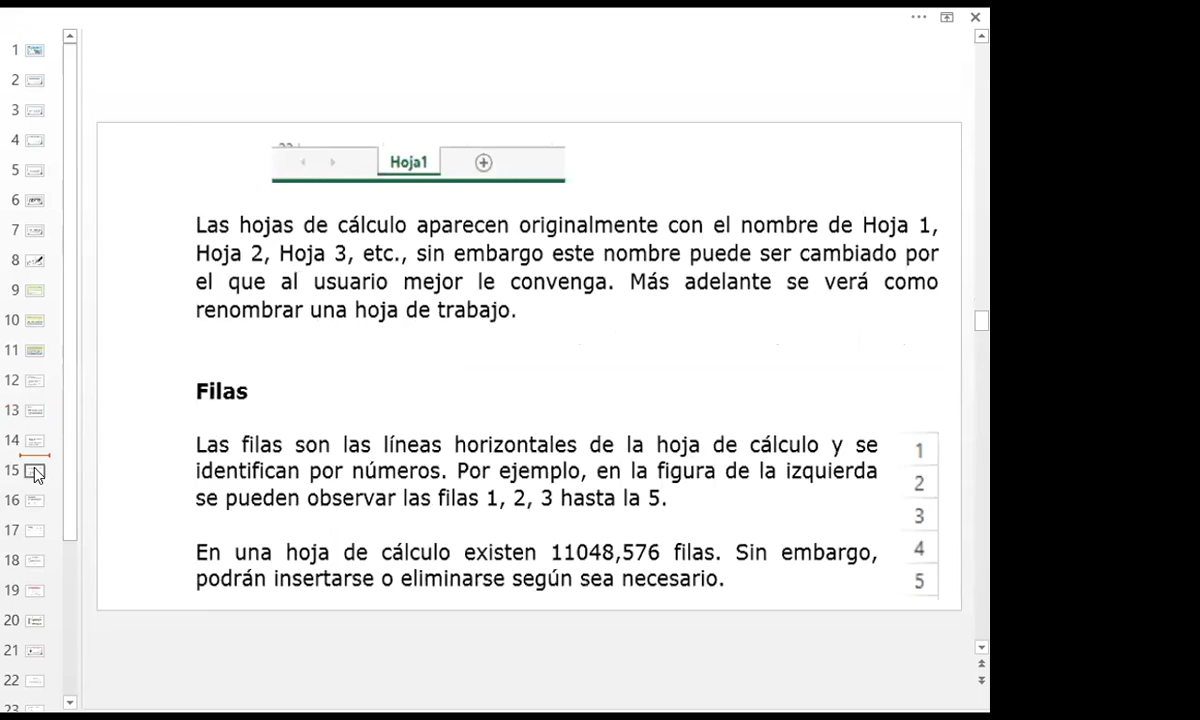 1
2
3
4
5
6
7
8
9
10
11
12
13
14
15
16
17
18
19
20
21
22
23
Hoja1
Las hojas de cálculo aparecen originalmente con el nombre de Hoja 1,
Hoja 2, Hoja 3, etc., sin embargo este nombre puede ser cambiado por
el que al usuario mejor le convenga. Más adelante se verá como
renombrar una hoja de trabajo.
Filas
Las filas son las líneas horizontales de la hoja de cálculo y se
identifican por números. Por ejemplo, en la figura de la izquierda
se pueden observar las filas 1, 2, 3 hasta la 5.
En una hoja de cálculo existen 11048,576 filas. Sin embargo,
podrán insertarse o eliminarse según sea necesario.
1
2
3
4
5